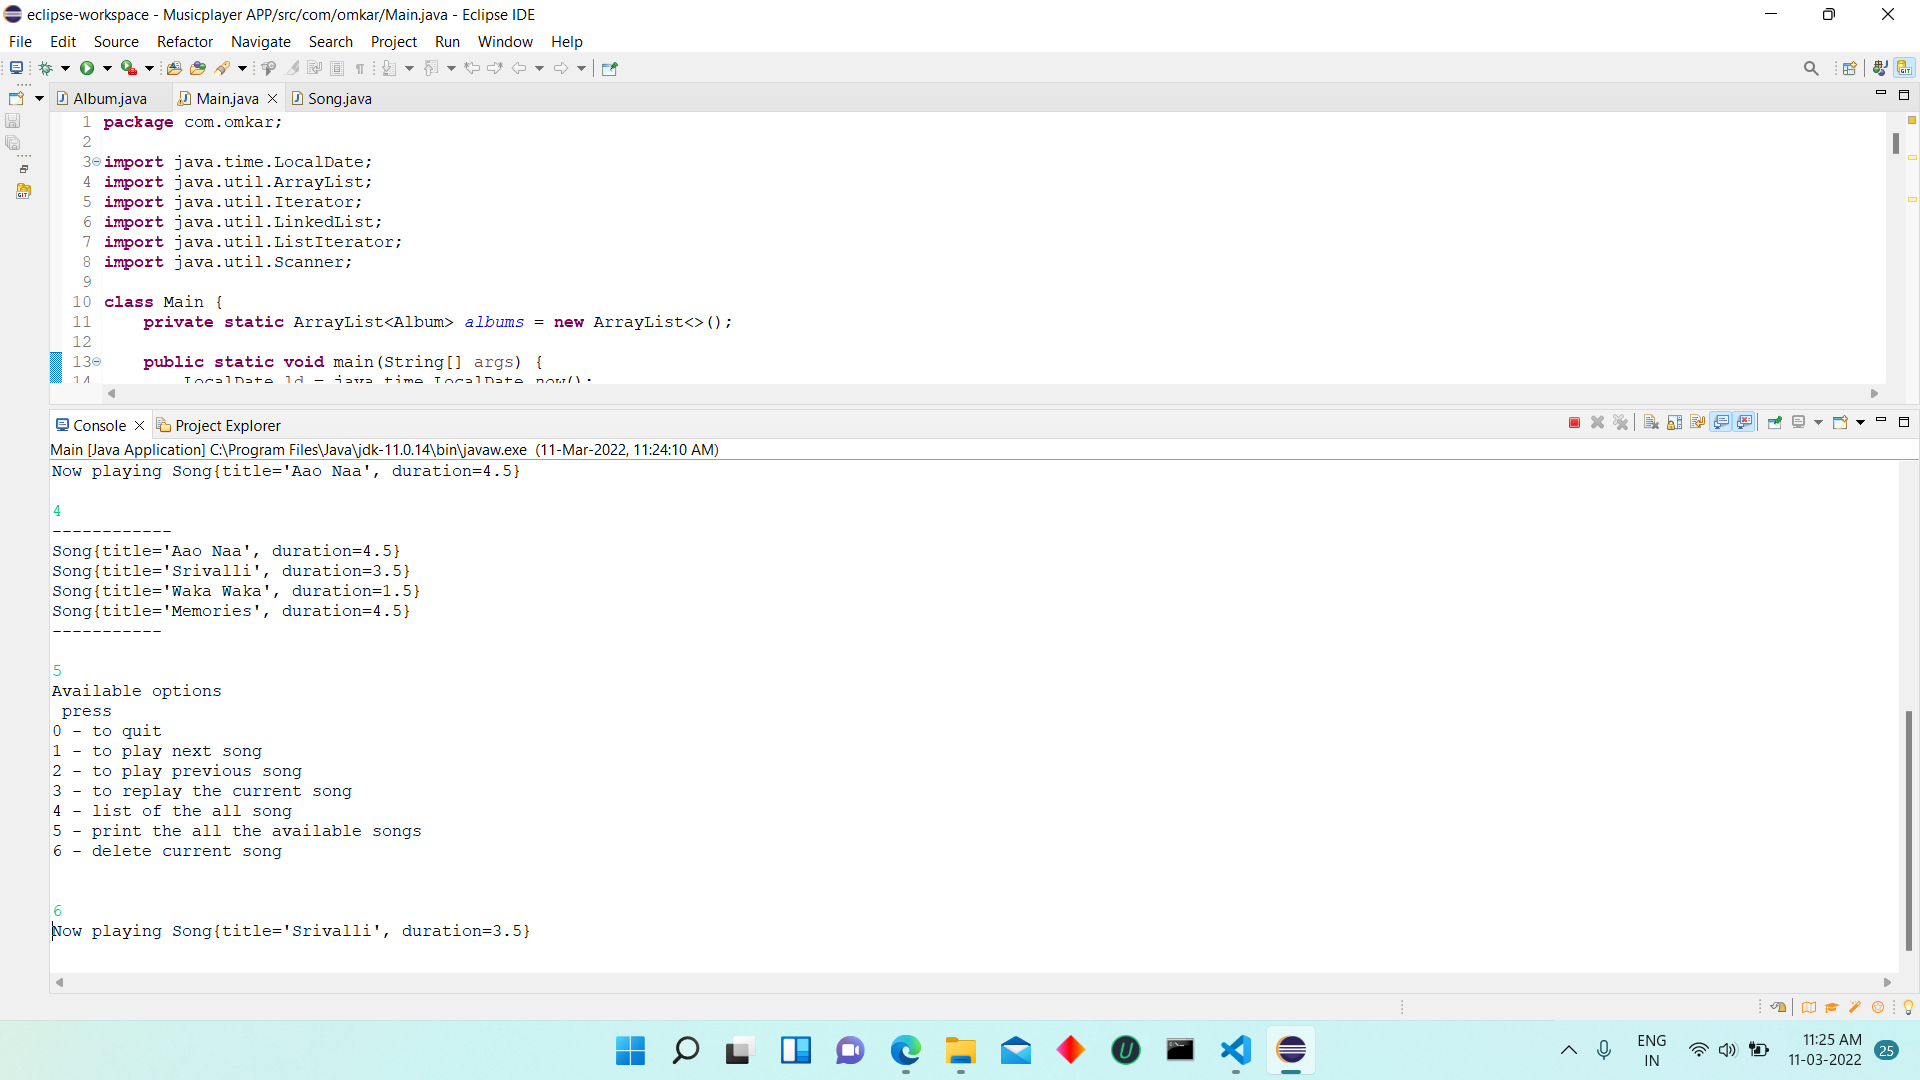 eclipse-workspace - Musicplayer APP/src/com/omkar/Main.java - Eclipse IDE
File Edit Source Refactor Navigate Search Project Run Window Help
Album.java Main.java Song.java
1 package com.omkar;
2
3 import java.time.LocalDate;
4 import java.util.ArrayList;
5 import java.util.Iterator;
6 import java.util.LinkedList;
7 import java.util.ListIterator;
8 import java.util.Scanner;
9
10 class Main {
11 private static ArrayList<Album> albums = new ArrayList<>();
12
13 public static void main(String[] args) {
14 LocalDate ld = java.time.LocalDate.now();
Console Project Explorer
Main [Java Application] C:\Program Files\Java\jdk-11.0.14\bin\javaw.exe (11-Mar-2022, 11:24:10 AM)
Now playing Song{title='Aao Naa', duration=4.5}
4
------------
Song{title='Aao Naa', duration=4.5}
Song{title='Srivalli', duration=3.5}
Song{title='Waka Waka', duration=1.5}
Song{title='Memories', duration=4.5}
-----------
5
Available options
press
0 - to quit
1 - to play next song
2 - to play previous song
3 - to replay the current song
4 - list of the all song
5 - print the all the available songs
6 - delete current song
6
Now playing Song{title='Srivalli', duration=3.5}
ENG
IN
11:25 AM
11-03-2022
25